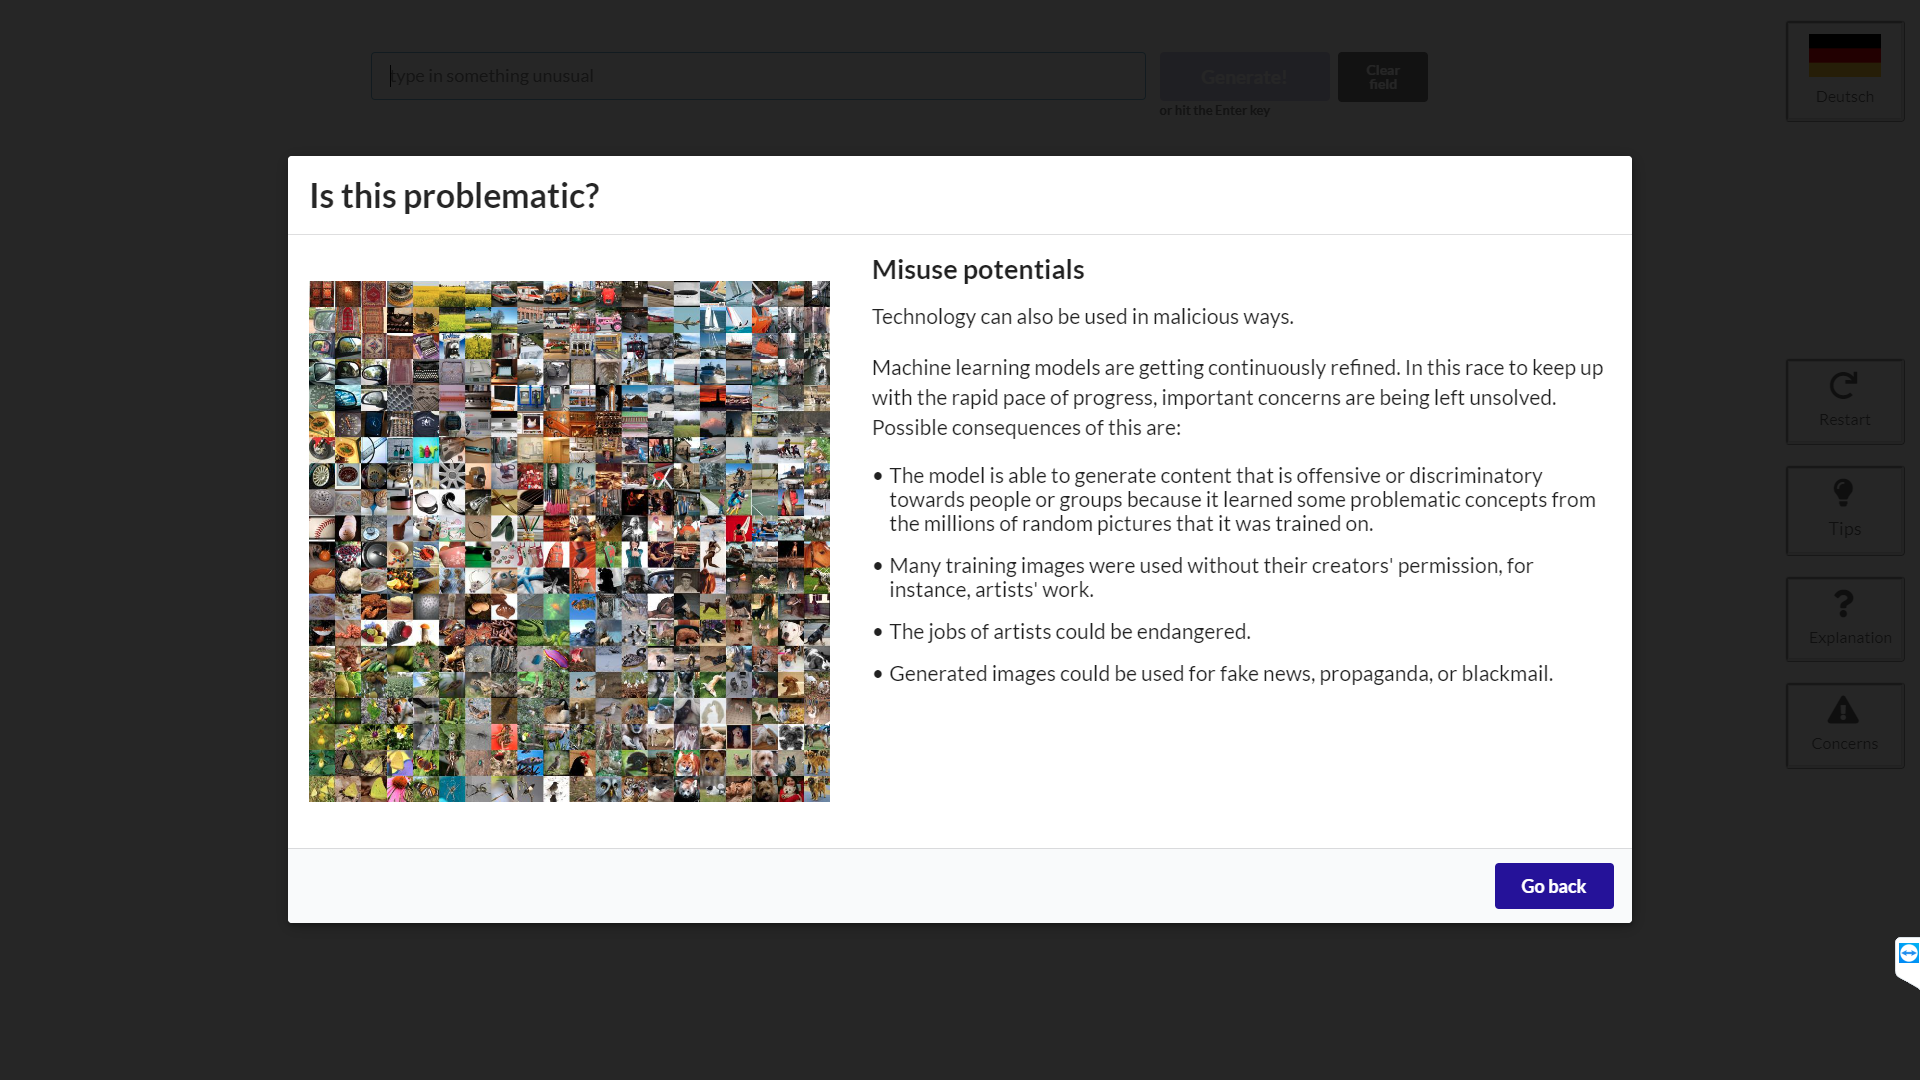 type in something unusual
Generate!
Clear
field
or hit the Enter key
Deutsch
Is this problematic?
Misuse potentials
Technology can also be used in malicious ways.
Machine learning models are getting continuously refined. In this race to keep up
with the rapid pace of progress, important concerns are being left unsolved.
Possible consequences of this are:
• The model is able to generate content that is offensive or discriminatory
towards people or groups because it learned some problematic concepts from
the millions of random pictures that it was trained on.
• Many training images were used without their creators' permission, for
instance, artists' work.
• The jobs of artists could be endangered.
• Generated images could be used for fake news, propaganda, or blackmail.
Restart
Tips
Explanation
Concerns
Go back